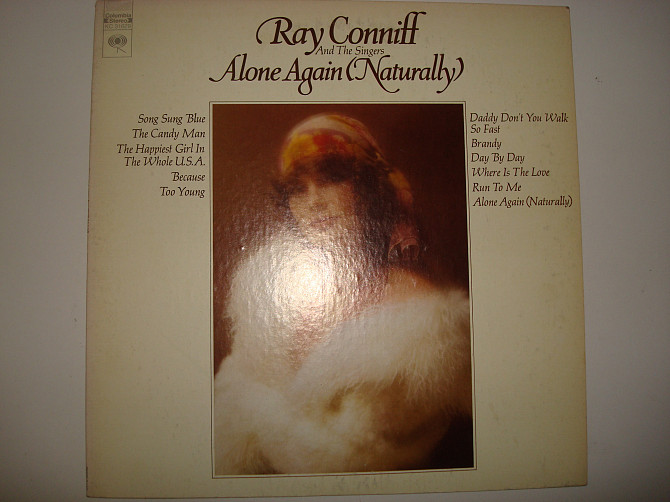 Columbia
Stereo
Ray Conniff
And The Singers
Alone Again (Naturally)
Song Sung Blue
The Candy Man
The Happiest Girl In
The Whole U.S.A.
Because
Too Young
Daddy Don't You Walk
So Fast
Brandy
Day By Day
Where Is The Love
Run To Me
Alone Again (Naturally)